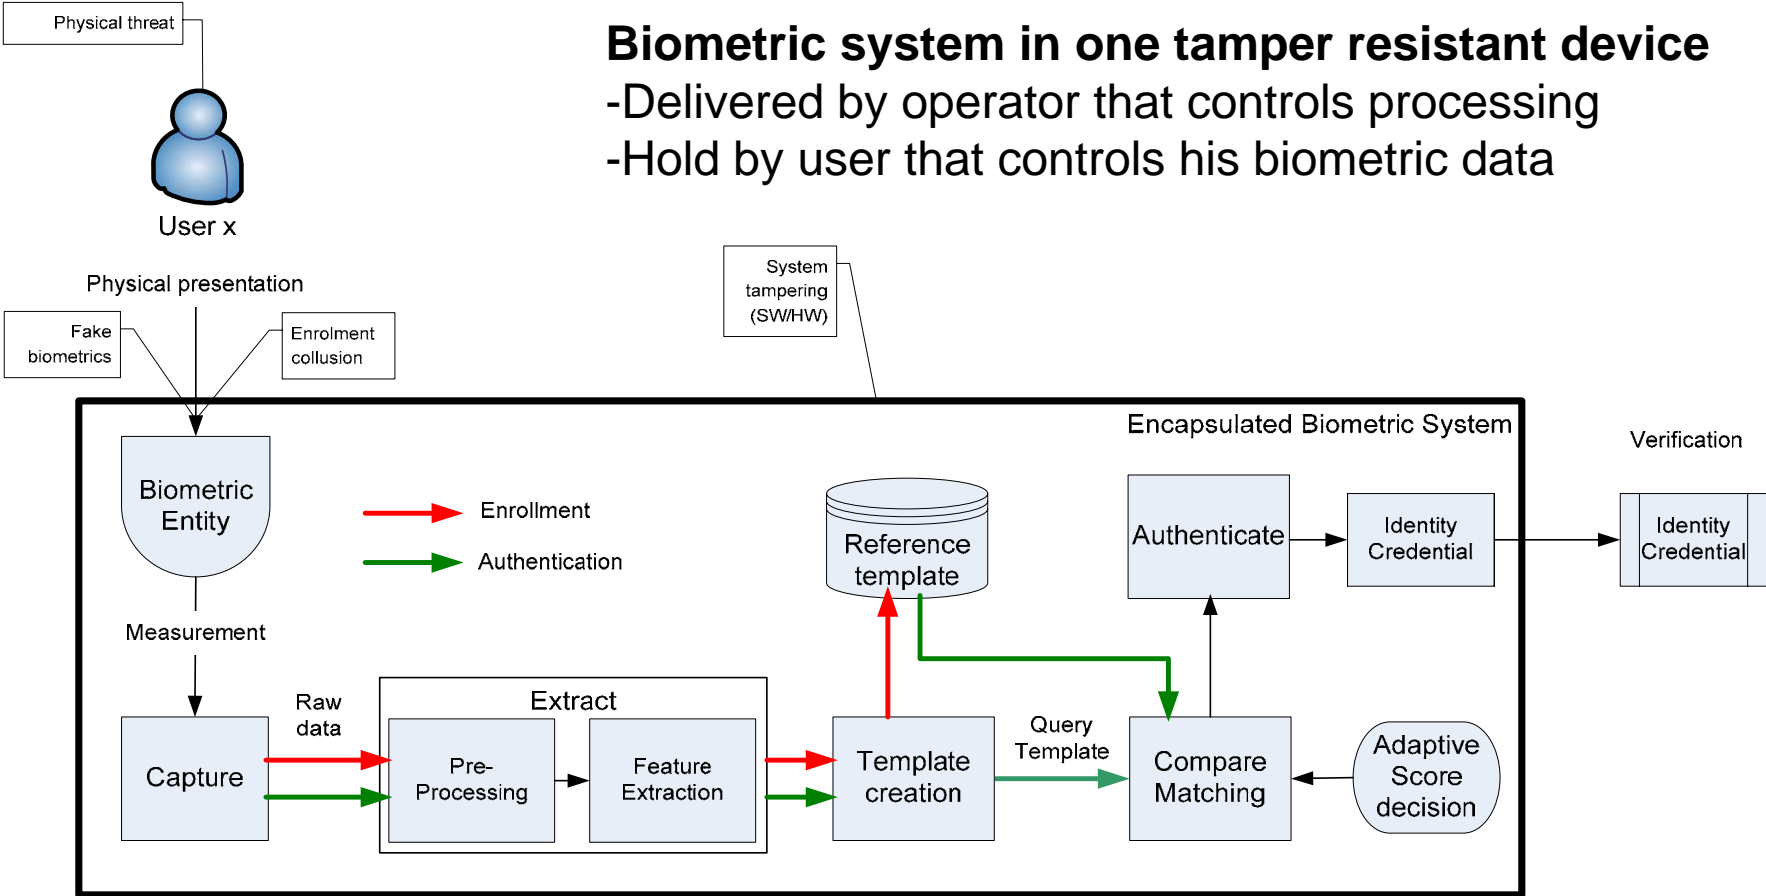 Physical threat
Biometric system in one tamper resistant device
-Delivered by operator that controls processing
-Hold by user that controls his biometric data
User x
Physical presentation
Fake
biometrics
Enrolment
collusion
System
tampering
(SW/HW)
Encapsulated Biometric System
Verification
Biometric
Entity
Enrollment
Authentication
Reference
template
Authenticate
Identity
Credential
Identity
Credential
Measurement
Raw
data
Extract
Capture
Pre-
Processing
Feature
Extraction
Template
creation
Query
Template
Compare
Matching
Adaptive
Score
decision